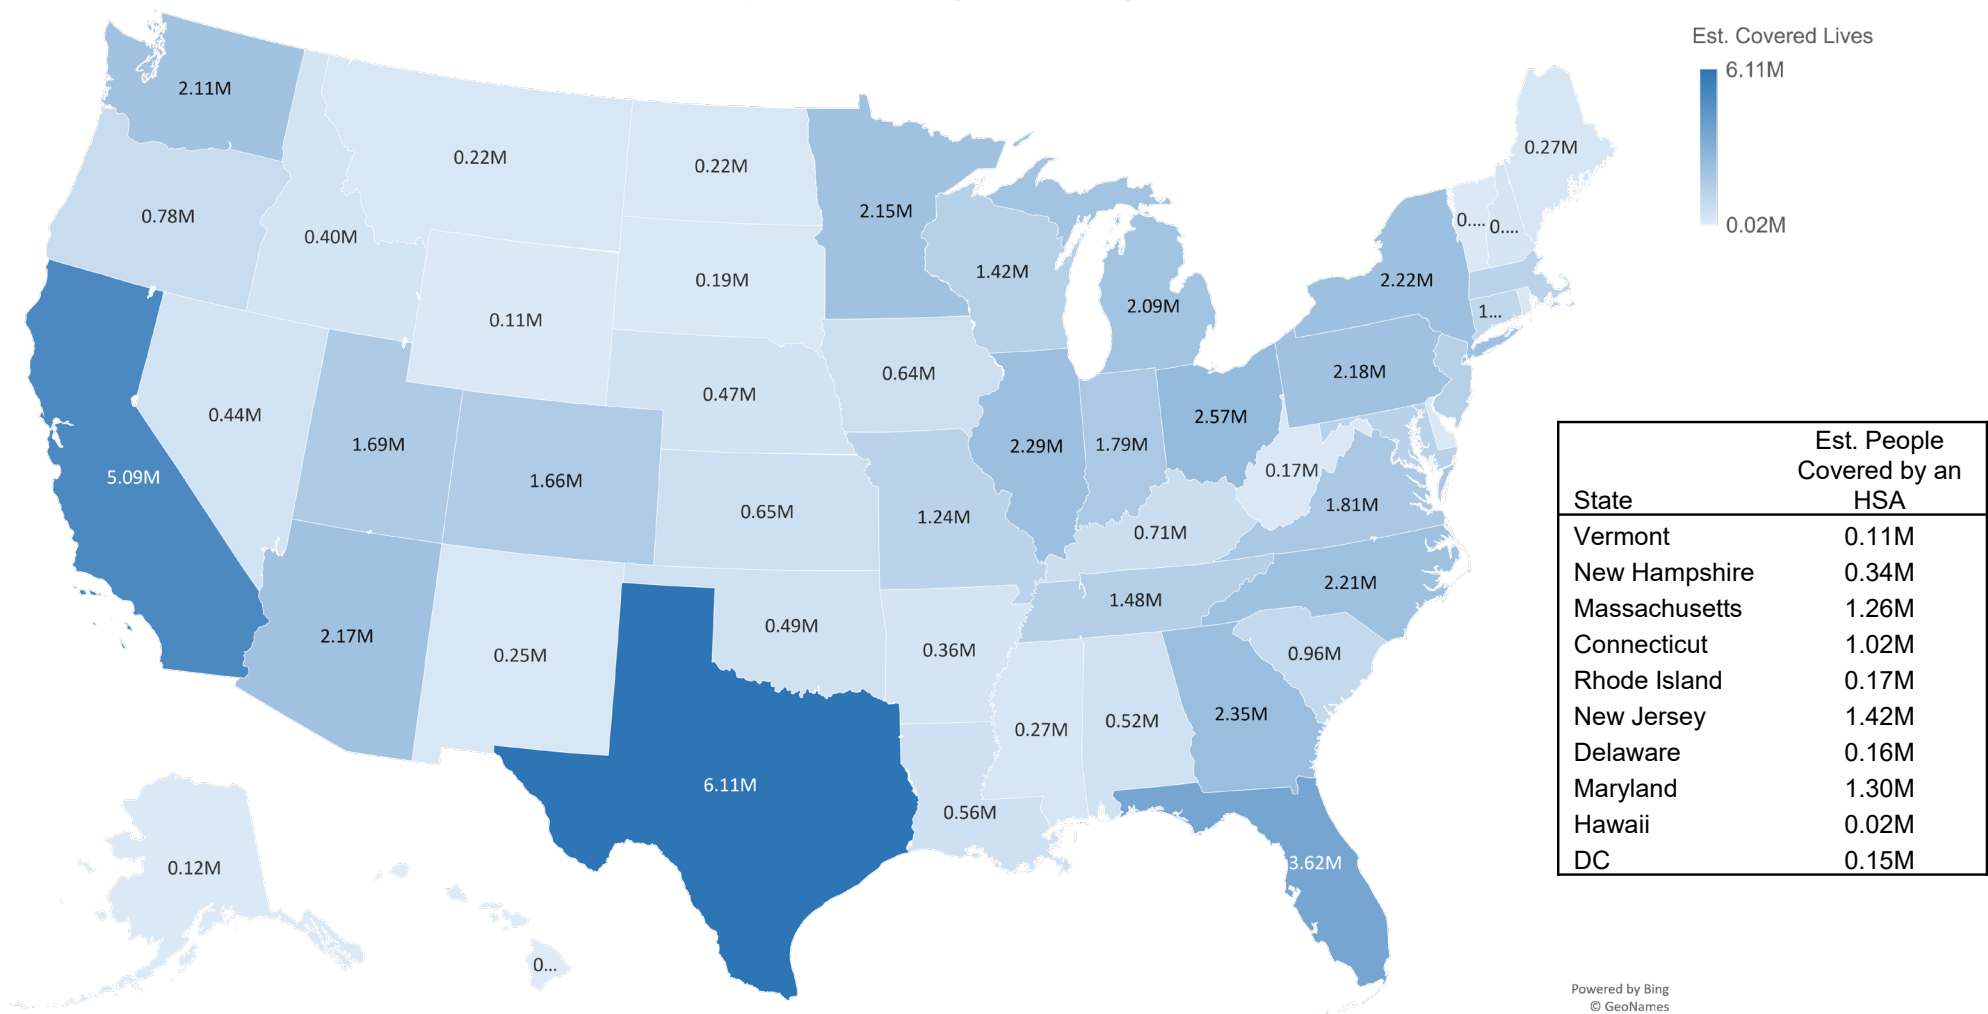 Est. Covered Lives
6.11M
0.02M
2.11M
0.22M
0.22M
0.27M
0.78M
0.40M
2.15M
0.... 0....
1.42M
0.19M
2.22M
0.11M
2.09M
1...
0.64M
2.18M
0.47M
0.44M
2.57M
1.69M
2.29M
1.79M
5.09M
1.66M
0.17M
0.65M
1.24M
1.81M
0.71M
2.21M
1.48M
2.17M
0.49M
0.25M
0.36M
0.96M
2.35M
0.27M
0.52M
6.11M
0.56M
3.62M
0.12M
0...
State Est. People Covered by an HSA
Vermont 0.11M
New Hampshire 0.34M
Massachusetts 1.26M
Connecticut 1.02M
Rhode Island 0.17M
New Jersey 1.42M
Delaware 0.16M
Maryland 1.30M
Hawaii 0.02M
DC 0.15M
Powered by Bing
© GeoNames